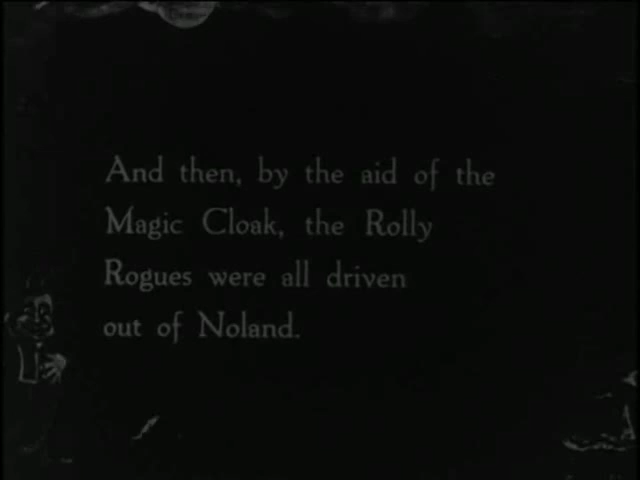 And then, by the aid of the
Magic Cloak, the Rolly
Rogues were all driven
out of Noland.